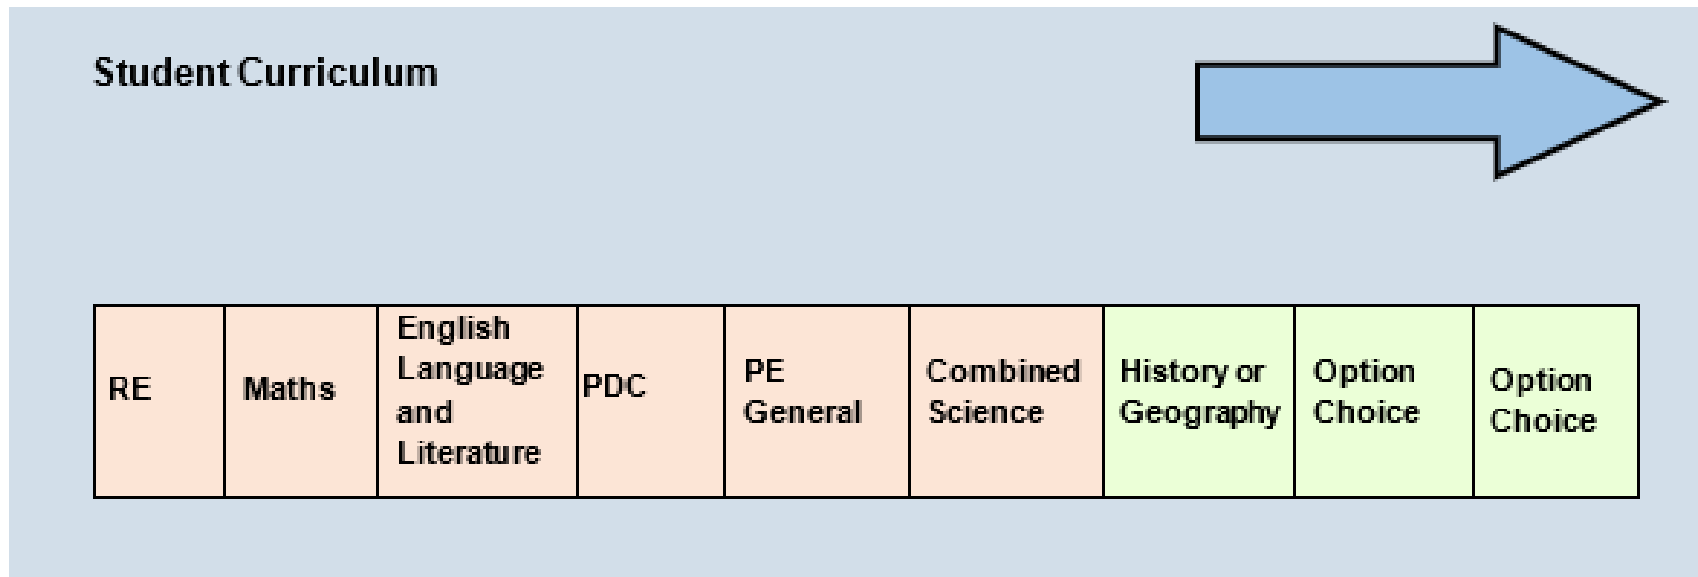 Student Curriculum
RE
Maths
English
Language
and
Literature
PDC
PE
General
Combined
Science
History or
Geography
Option
Choice
Option
Choice